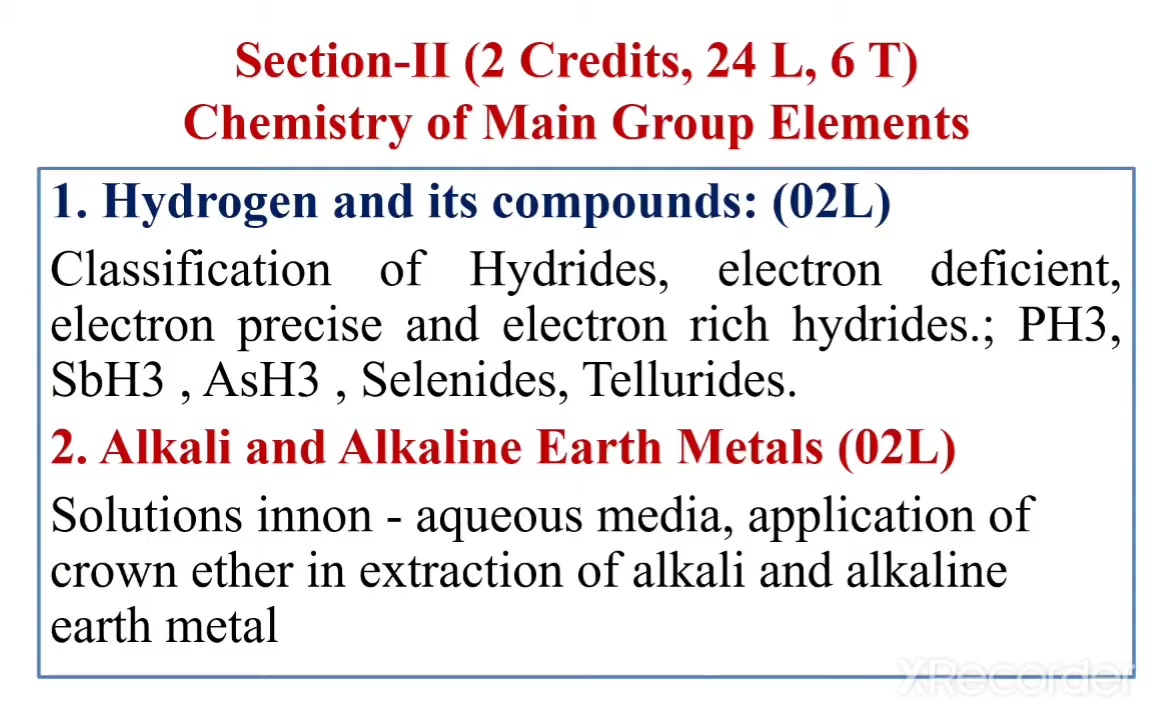 Section-II (2 Credits, 24 L, 6 T)
Chemistry of Main Group Elements
1. Hydrogen and its compounds: (02L)
Classification of Hydrides, electron deficient,
electron precise and electron rich hydrides.; PH3,
SbH3 , AsH3 , Selenides, Tellurides.
2. Alkali and Alkaline Earth Metals (02L)
Solutions innon - aqueous media, application of
crown ether in extraction of alkali and alkaline
earth metal
XRecorder